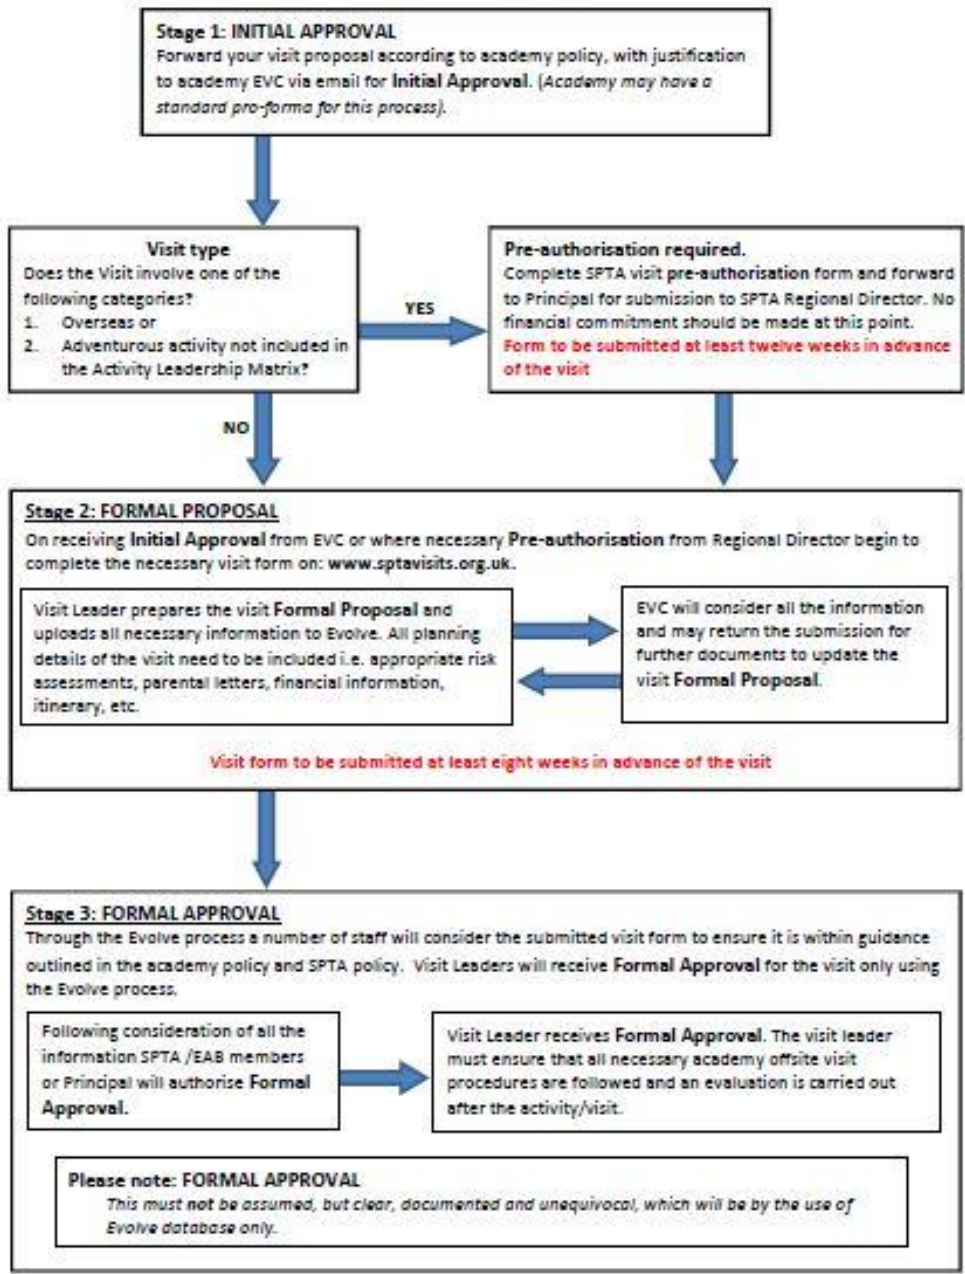 Stage 1: INITIAL APPROVAL
Forward your visit proposal according to academy policy, with justification
to academy EVC via email for Initial Approval. (Academy may have a
standard pro-forma for this process).
Visit type
Does the Visit involve one of the
following categories?
1. Overseas or
2. Adventurous activity not included in
the Activity Leadership Matrix?
YES
Pre-authorisation required.
Complete SPTA visit pre-authorisation form and forward
to Principal for submission to SPTA Regional Director. No
financial commitment should be made at this point.
Form to be submitted at least twelve weeks in advance
of the visit
NO
Stage 2: FORMAL PROPOSAL
On receiving Initial Approval from EVC or where necessary Pre-authorisation from Regional Director begin to
complete the necessary visit form on: www.sptavisits.org.uk.
Visit Leader prepares the visit Formal Proposal and
uploads all necessary information to Evolve. All planning
details of the visit need to be included i.e. appropriate risk
assessments, parental letters, financial information,
itinerary, etc.
EVC will consider all the information
and may return the submission for
further documents to update the
visit Formal Proposal.
Visit form to be submitted at least eight weeks in advance of the visit
Stage 3: FORMAL APPROVAL
Through the Evolve process a number of staff will consider the submitted visit form to ensure it is within guidance
outlined in the academy policy and SPTA policy. Visit Leaders will receive Formal Approval for the visit only using
the Evolve process.
Following consideration of all the
information SPTA /EAB members
or Principal will authorise Formal
Approval.
Visit Leader receives Formal Approval. The visit leader
must ensure that all necessary academy offsite visit
procedures are followed and an evaluation is carried out
after the activity/visit.
Please note: FORMAL APPROVAL
This must not be assumed, but clear, documented and unequivocal, which will be by the use of
Evolve database only.